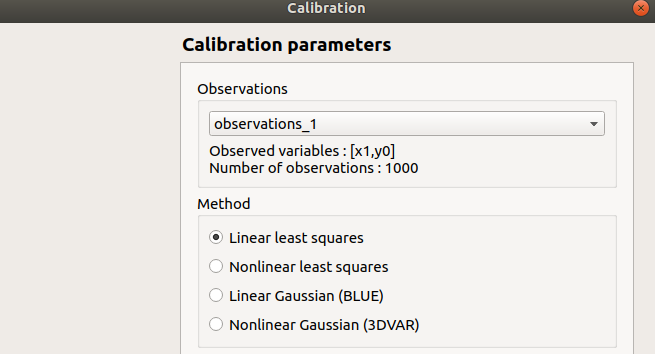 Calibration
Calibration parameters
Observations
observations_1
Observed variables : [x1,y0]
Number of observations : 1000
Method
Linear least squares
Nonlinear least squares
Linear Gaussian (BLUE)
Nonlinear Gaussian (3DVAR)